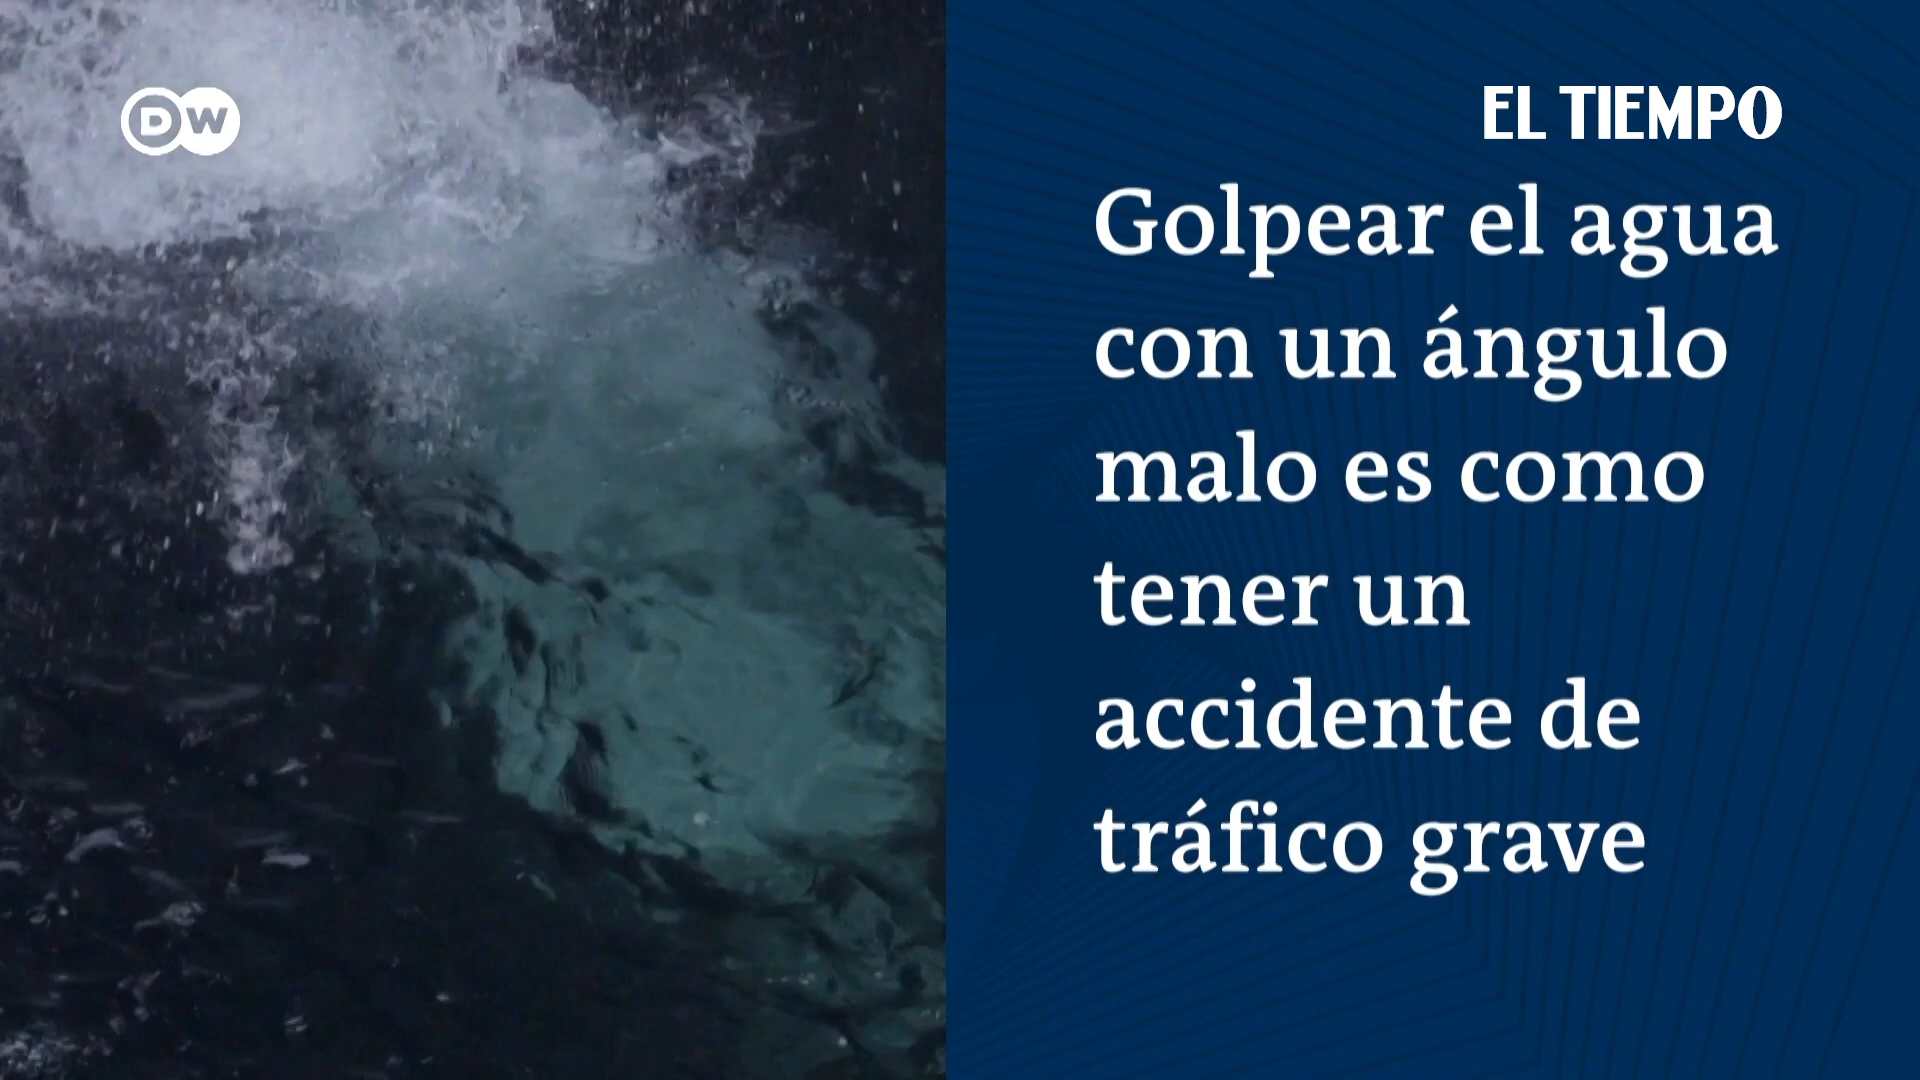 DW
EL TIEMPO
Golpear el agua
con un ángulo
malo es como
tener un
accidente de
tráfico grave